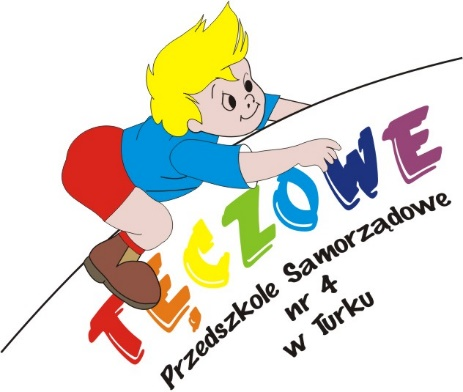 TĘCZOWE
Przedszkole Samorządowe
nr 4
w Turku